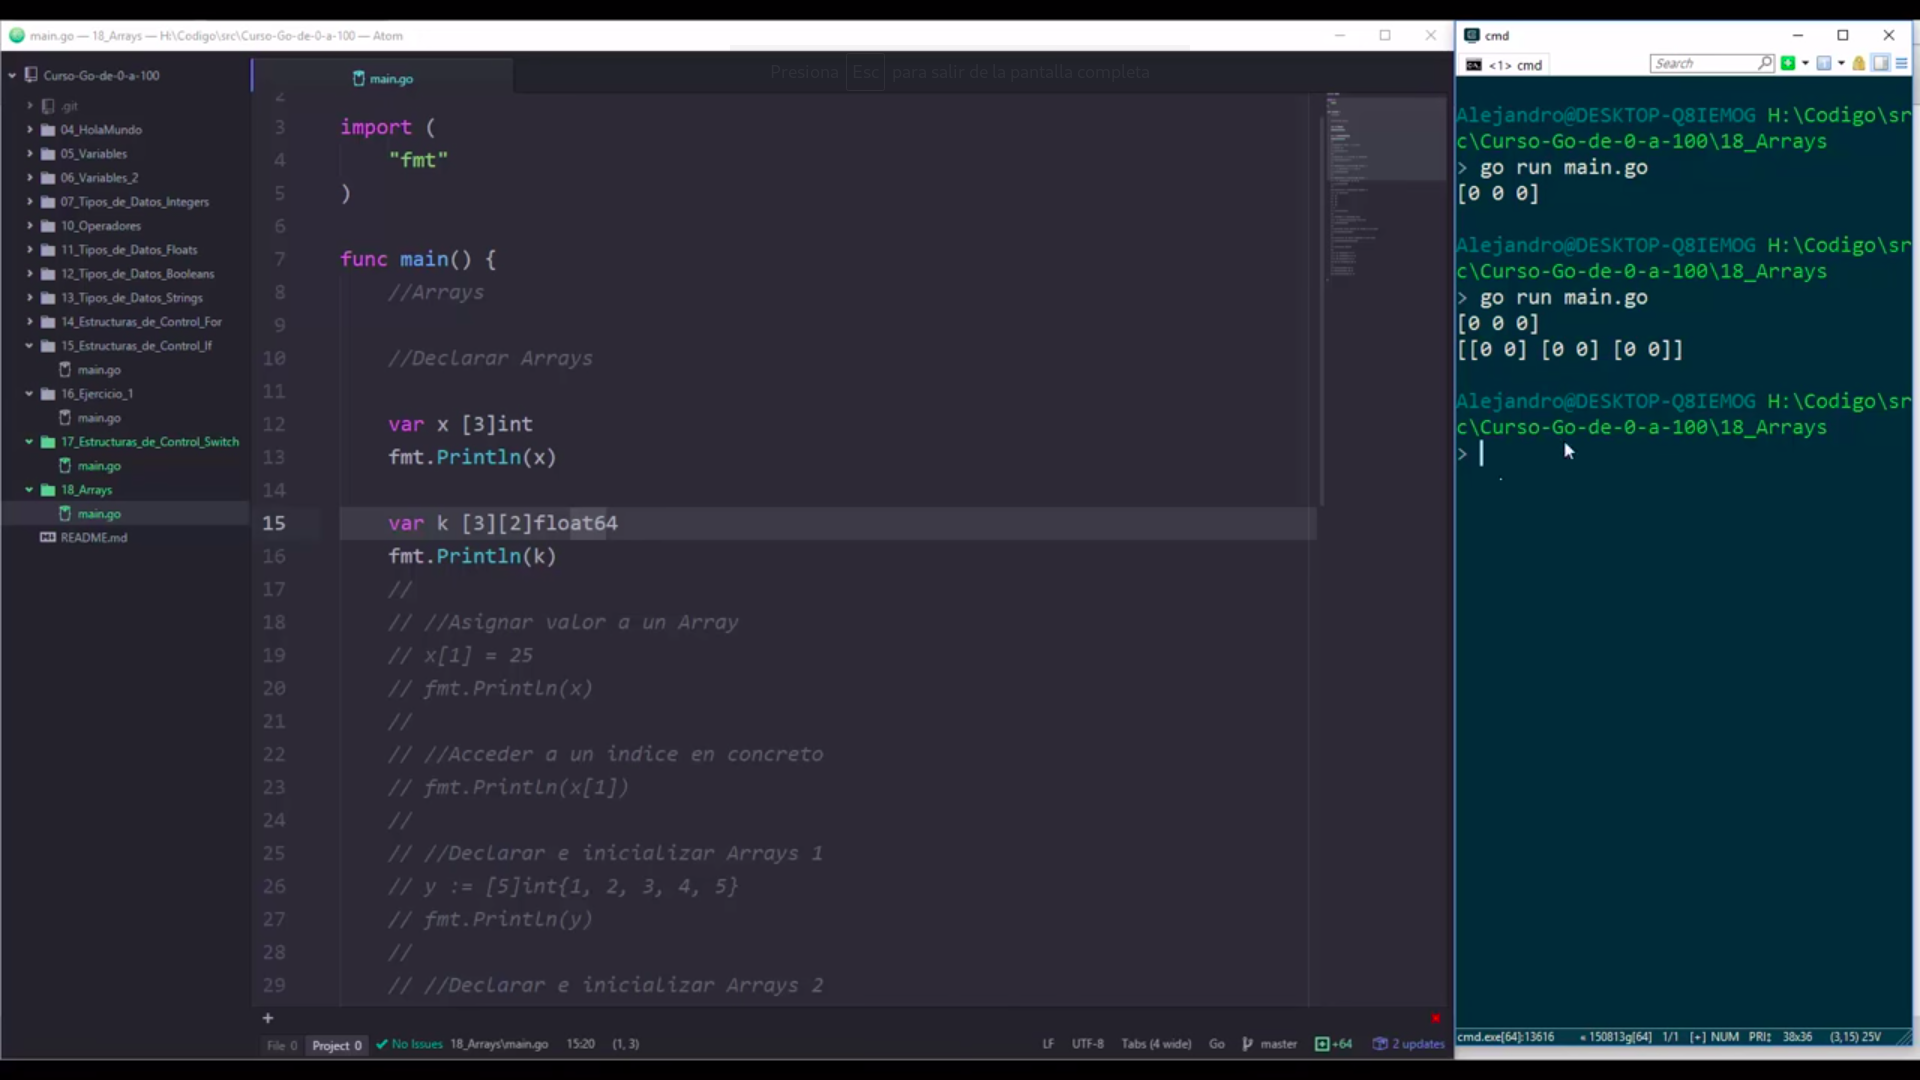 main.go — 18_Arrays — H:\Codigo\src\Curso-Go-de-0-a-100 — Atom
Curso-Go-de-0-a-100
.git
04_HolaMundo
05_Variables
06_Variables_2
07_Tipos_de_Datos_Integers
10_Operadores
11_Tipos_de_Datos_Floats
12_Tipos_de_Datos_Booleans
13_Tipos_de_Datos_Strings
14_Estructuras_de_Control_For
15_Estructuras_de_Control_If
main.go
16_Ejercicio_1
main.go
17_Estructuras_de_Control_Switch
main.go
18_Arrays
main.go
README.md
main.go
Presiona Esc para salir de la pantalla completa
2
3 import (
4 "fmt"
5 )
6
7 func main() {
8 //Arrays
9
10 //Declarar Arrays
11
12 var x [3]int
13 fmt.Println(x)
14
15 var k [3][2]float64
16 fmt.Println(k)
17 //
18 // //Asignar valor a un Array
19 // x[1] = 25
20 // fmt.Println(x)
21 //
22 // //Acceder a un indice en concreto
23 // fmt.Println(x[1])
24 //
25 // //Declarar e inicializar Arrays 1
26 // y := [5]int{1, 2, 3, 4, 5}
27 // fmt.Println(y)
28 //
29 // //Declarar e inicializar Arrays 2
File 0 Project 0 No Issues 18_Arrays\main.go 15:20 (1, 3) LF UTF-8 Tabs (4 wide) Go master +64 2 updates
cmd
<1> cmd Search
Alejandro@DESKTOP-Q8IEMOG H:\Codigo\sr
c\Curso-Go-de-0-a-100\18_Arrays
> go run main.go
[0 0 0]
Alejandro@DESKTOP-Q8IEMOG H:\Codigo\sr
c\Curso-Go-de-0-a-100\18_Arrays
> go run main.go
[0 0 0]
[[0 0] [0 0] [0 0]]
Alejandro@DESKTOP-Q8IEMOG H:\Codigo\sr
c\Curso-Go-de-0-a-100\18_Arrays
>
cmd.exe[64]:13616 « 150813g[64] 1/1 [+] NUM PRI↕ 38x36 (3,15) 25V